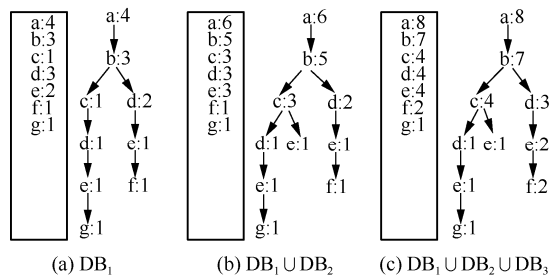 a:4
b:3
c:1
d:3
e:2
f:1
g:1
a:4
b:3
c:1 d:2
d:1 e:1
e:1 f:1
g:1
(a) DB₁
a:6
b:5
c:3
d:3
e:3
f:1
g:1
a:6
b:5
c:3 d:2
d:1 e:1 e:1
e:1 f:1
g:1
(b) DB₁∪DB₂
a:8
b:7
c:4
d:4
e:4
f:2
g:1
a:8
b:7
c:4 d:3
d:1 e:1 e:2
e:1 f:2
g:1
(c) DB₁∪DB₂∪DB₃